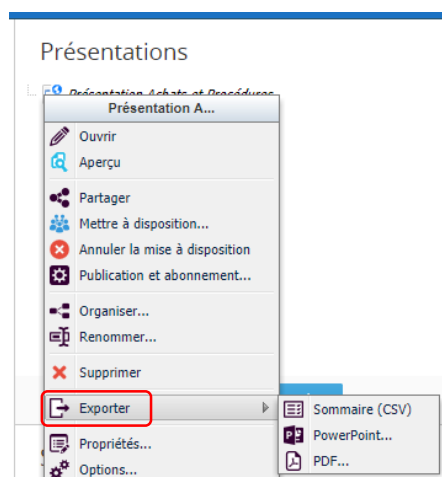 Présentations
Présentation Achats et Procédures
Présentation A...
Ouvrir
Aperçu
Partager
Mettre à disposition...
Annuler la mise à disposition
Publication et abonnement...
Organiser...
Renommer...
Supprimer
Exporter
Sommaire (CSV)
PowerPoint...
PDF...
Propriétés...
Options...